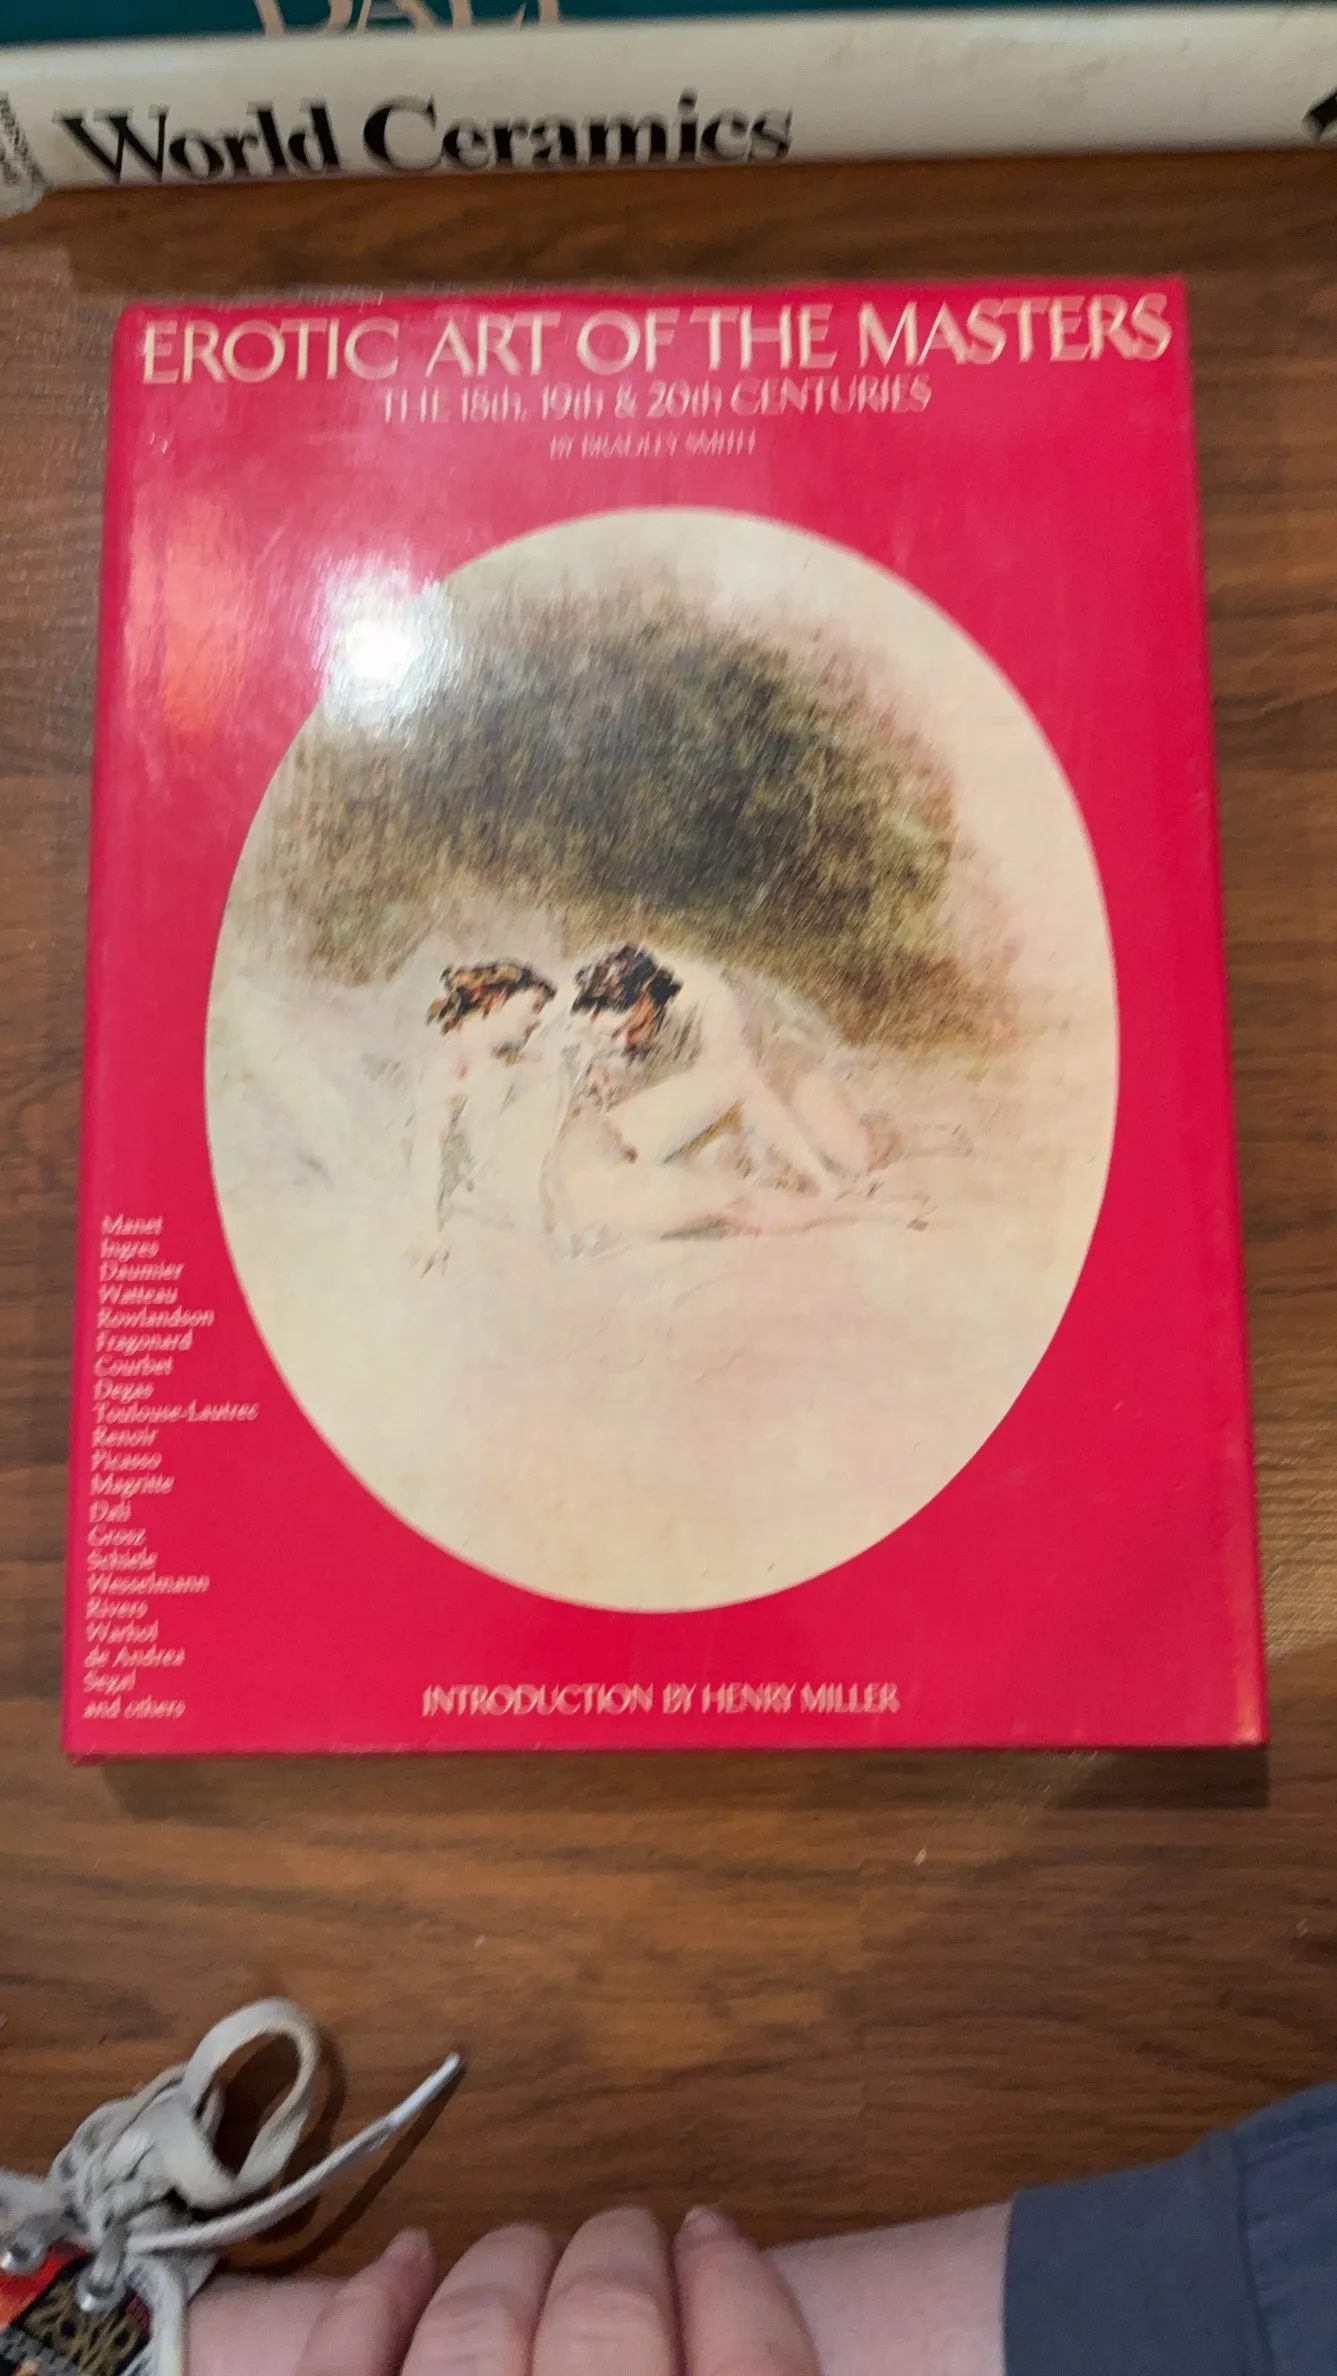 DALI
World Ceramics
EROTIC ART OF THE MASTERS
THE 18th, 19th & 20th CENTURIES
BY BRADLEY SMITH
Manet
Ingres
Daumier
Watteau
Rowlandson
Fragonard
Courbet
Degas
Toulouse-Lautrec
Renoir
Picasso
Magritte
Dali
Grosz
Schiele
Wesselmann
Rivers
Warhol
de Andrea
Segal
and others
INTRODUCTION BY HENRY MILLER